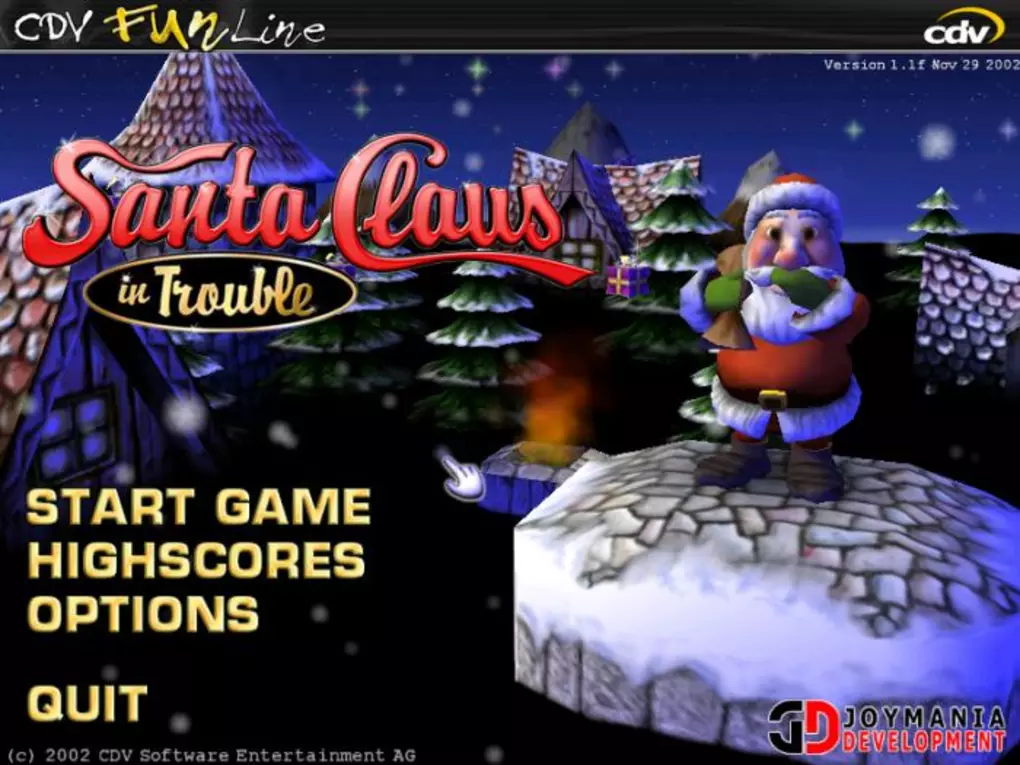 CDV FUN Line
cdv
Version 1.1f Nov 29 2002
Santa Claus
in Trouble
START GAME
HIGHSCORES
OPTIONS
QUIT
JD JOYMANIA
DEVELOPMENT
(c) 2002 CDV Software Entertainment AG